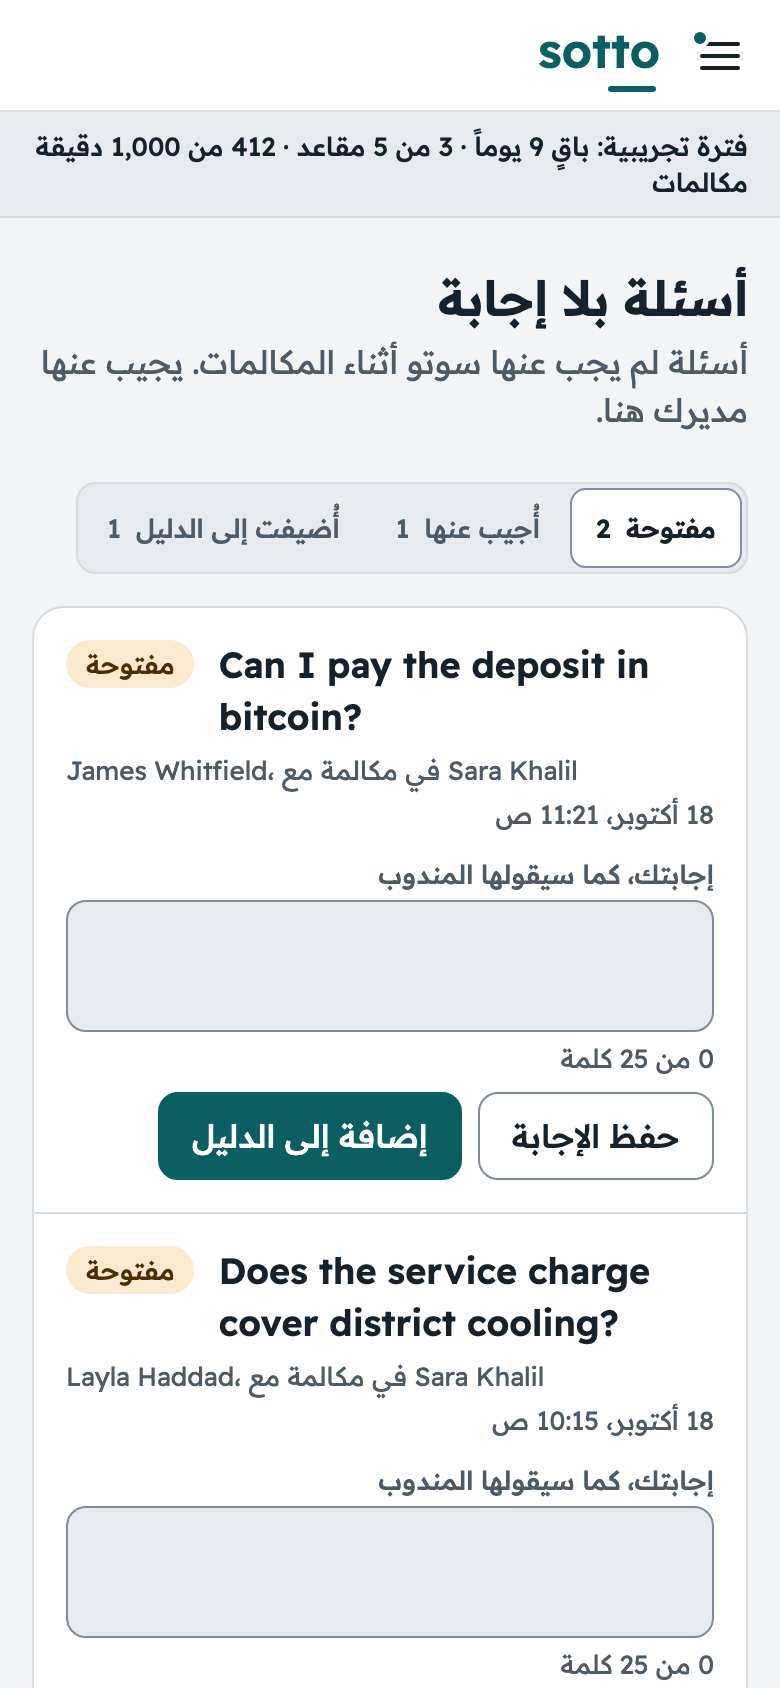 sotto
فترة تجريبية: باقٍ 9 يوماً · 3 من 5 مقاعد · 412 من 1,000 دقيقة
مكالمات
أسئلة بلا إجابة
أسئلة لم يجب عنها سوتو أثناء المكالمات. يجيب عنها
مديرك هنا.
مفتوحة 2
أُجيب عنها 1
أُضيفت إلى الدليل 1
Can I pay the deposit in
bitcoin?
مفتوحة
James Whitfield، في مكالمة مع Sara Khalil
18 أكتوبر، 11:21 ص
إجابتك، كما سيقولها المندوب
0 من 25 كلمة
حفظ الإجابة
إضافة إلى الدليل
Does the service charge
cover district cooling?
مفتوحة
Layla Haddad، في مكالمة مع Sara Khalil
18 أكتوبر، 10:15 ص
إجابتك، كما سيقولها المندوب
0 من 25 كلمة